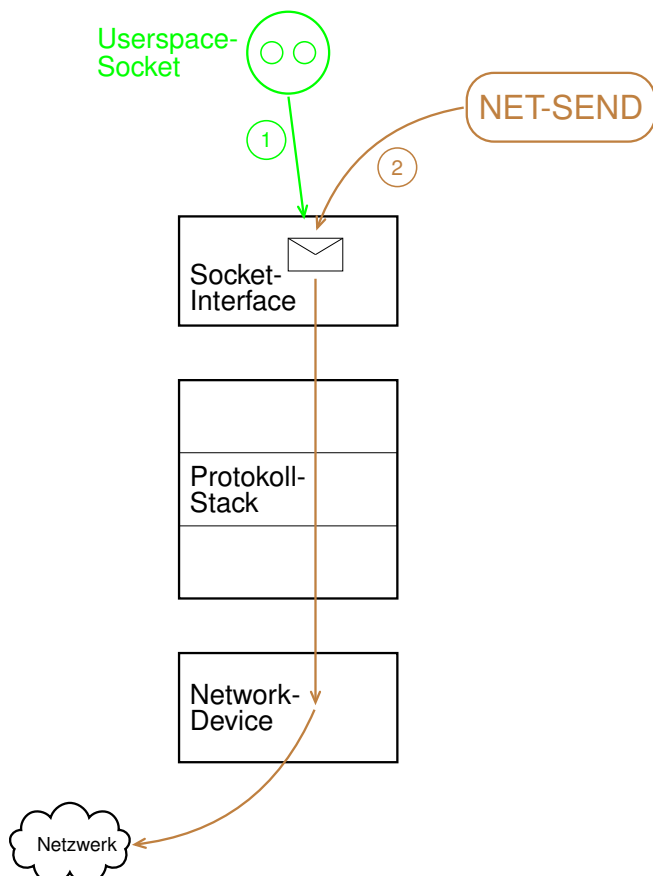 Userspace-
Socket
NET-SEND
1
2
Socket-
Interface
Protokoll-
Stack
Network-
Device
Netzwerk